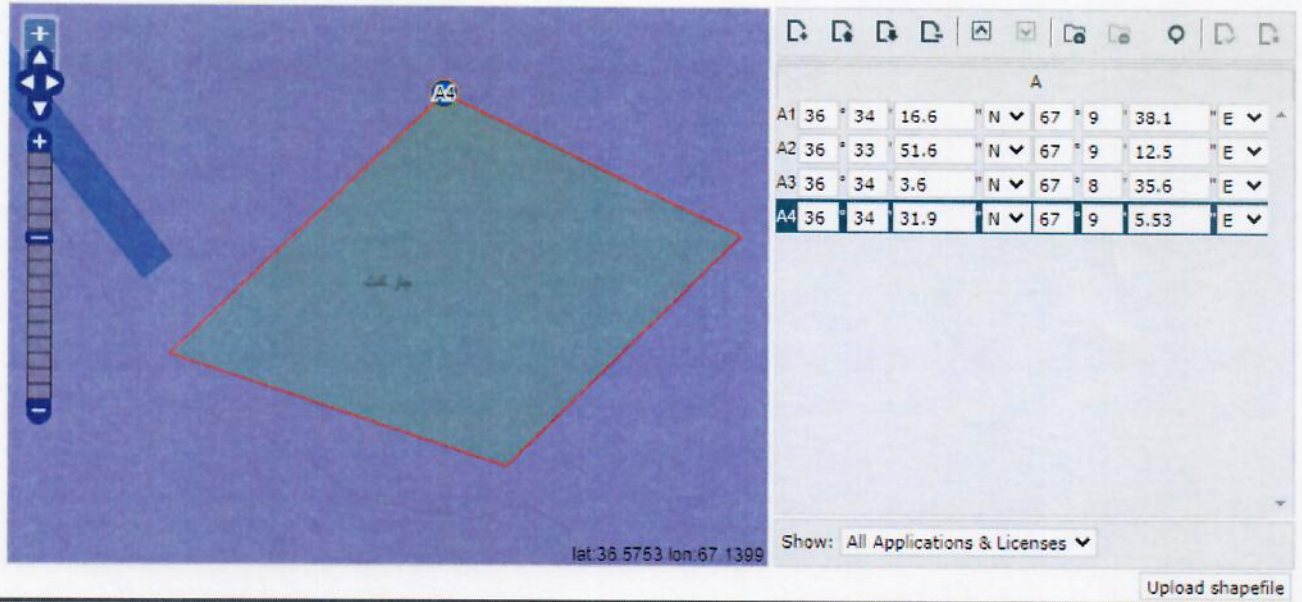 A4
lat:36.5753 lon:67.1399
A
A1 36 ° 34 ' 16.6 " N 67 ° 9 ' 38.1 " E
A2 36 ° 33 ' 51.6 " N 67 ° 9 ' 12.5 " E
A3 36 ° 34 ' 3.6 " N 67 ° 8 ' 35.6 " E
A4 36 ° 34 ' 31.9 " N 67 ° 9 ' 5.53 " E
Show: All Applications & Licenses
Upload shapefile